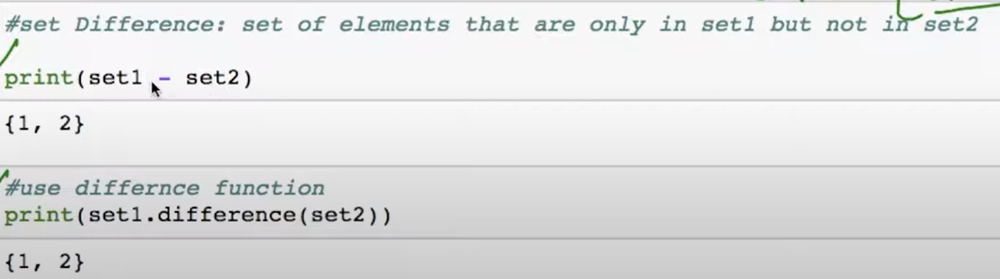 #set Difference: set of elements that are only in set1 but not in set2
print(set1 - set2)
{1, 2}
#use differnce function
print(set1.difference(set2))
{1, 2}